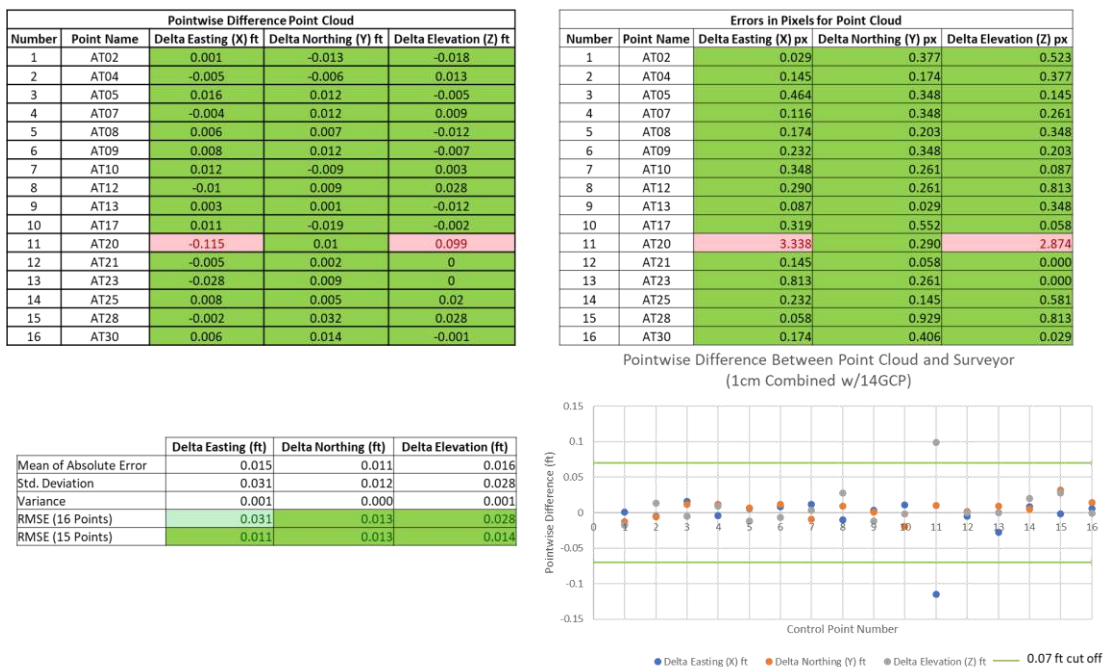 Pointwise Difference Point Cloud
Number Point Name Delta Easting (X) ft Delta Northing (Y) ft Delta Elevation (Z) ft
1 AT02 0.001 -0.013 -0.018
2 AT04 -0.005 -0.006 0.013
3 AT05 0.016 0.012 -0.005
4 AT07 -0.004 0.012 0.009
5 AT08 0.006 0.007 -0.012
6 AT09 0.008 0.012 -0.007
7 AT10 0.012 -0.009 0.003
8 AT12 -0.01 0.009 0.028
9 AT13 0.003 0.001 -0.012
10 AT17 0.011 -0.019 -0.002
11 AT20 -0.115 0.01 0.099
12 AT21 -0.005 0.002 0
13 AT23 -0.028 0.009 0
14 AT25 0.008 0.005 0.02
15 AT28 -0.002 0.032 0.028
16 AT30 0.006 0.014 -0.001
Errors in Pixels for Point Cloud
Number Point Name Delta Easting (X) px Delta Northing (Y) px Delta Elevation (Z) px
1 AT02 0.029 0.377 0.523
2 AT04 0.145 0.174 0.377
3 AT05 0.464 0.348 0.145
4 AT07 0.116 0.348 0.261
5 AT08 0.174 0.203 0.348
6 AT09 0.232 0.348 0.203
7 AT10 0.348 0.261 0.087
8 AT12 0.290 0.261 0.813
9 AT13 0.087 0.029 0.348
10 AT17 0.319 0.552 0.058
11 AT20 3.338 0.290 2.874
12 AT21 0.145 0.058 0.000
13 AT23 0.813 0.261 0.000
14 AT25 0.232 0.145 0.581
15 AT28 0.058 0.929 0.813
16 AT30 0.174 0.406 0.029
Delta Easting (ft) Delta Northing (ft) Delta Elevation (ft)
Mean of Absolute Error 0.015 0.011 0.016
Std. Deviation 0.031 0.012 0.028
Variance 0.001 0.000 0.001
RMSE (16 Points) 0.031 0.013 0.028
RMSE (15 Points) 0.011 0.013 0.014
Pointwise Difference Between Point Cloud and Surveyor
(1cm Combined w/14GCP)
Pointwise Difference (ft)
0.15
0.1
0.05
0
-0.05
-0.1
-0.15
0 1 2 3 4 5 6 7 8 9 10 11 12 13 14 15 16
Control Point Number
Delta Easting (X) ft Delta Northing (Y) ft Delta Elevation (Z) ft 0.07 ft cut off